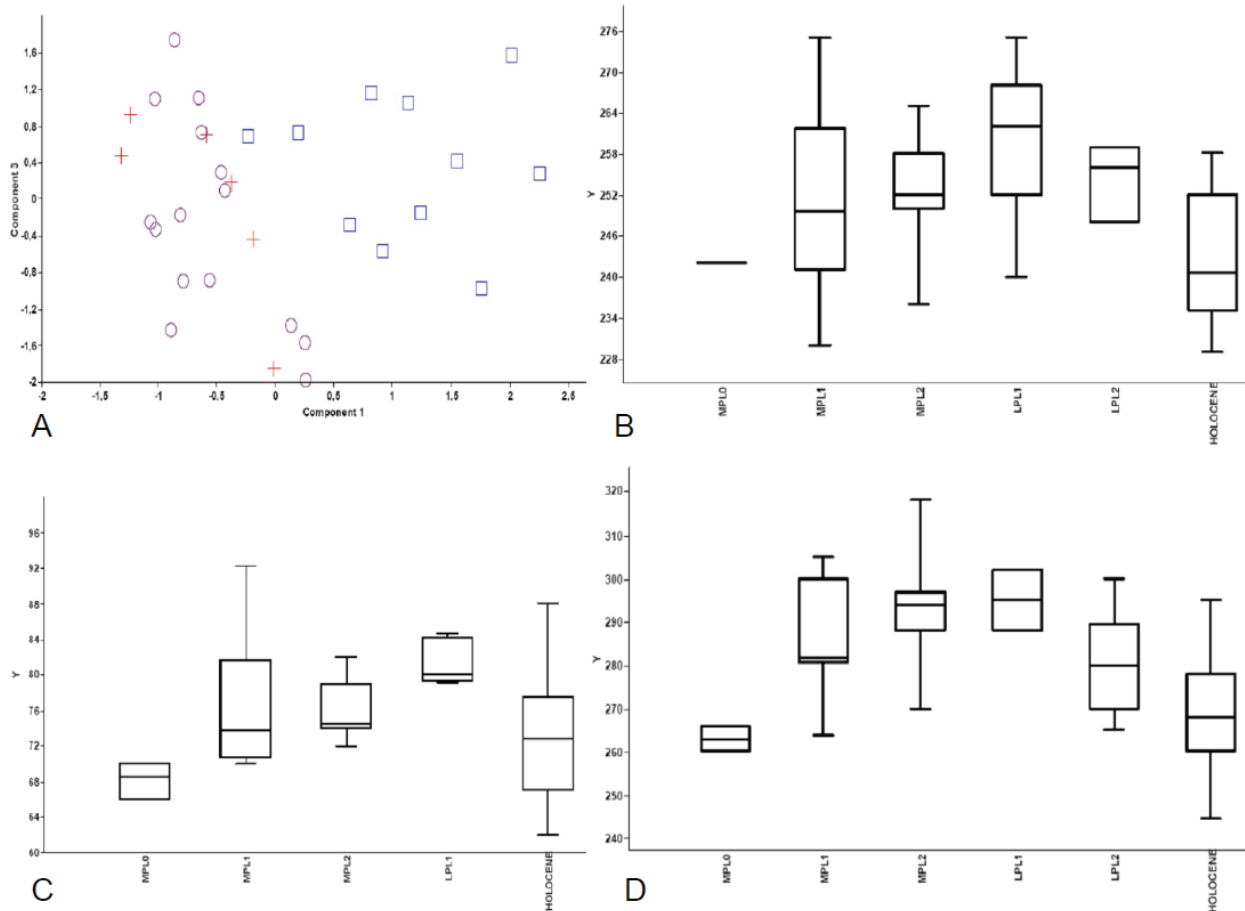 1,6
1,2
0,8
0,4
0
-0,4
-0,8
-1,2
-1,6
-2
Component 3
-2 -1,5 -1 -0,5 0 0,5 1 1,5 2 2,5
Component 1
A
276
270
264
258
252
246
240
234
228
Y
MPL0 MPL1 MPL2 LPL1 LPL2 HOLOCENE
B
96
92
88
84
80
76
72
68
64
60
Y
MPL0 MPL1 MPL2 LPL1 HOLOCENE
C
320
310
300
290
280
270
260
250
240
Y
MPL0 MPL1 MPL2 LPL1 LPL2 HOLOCENE
D